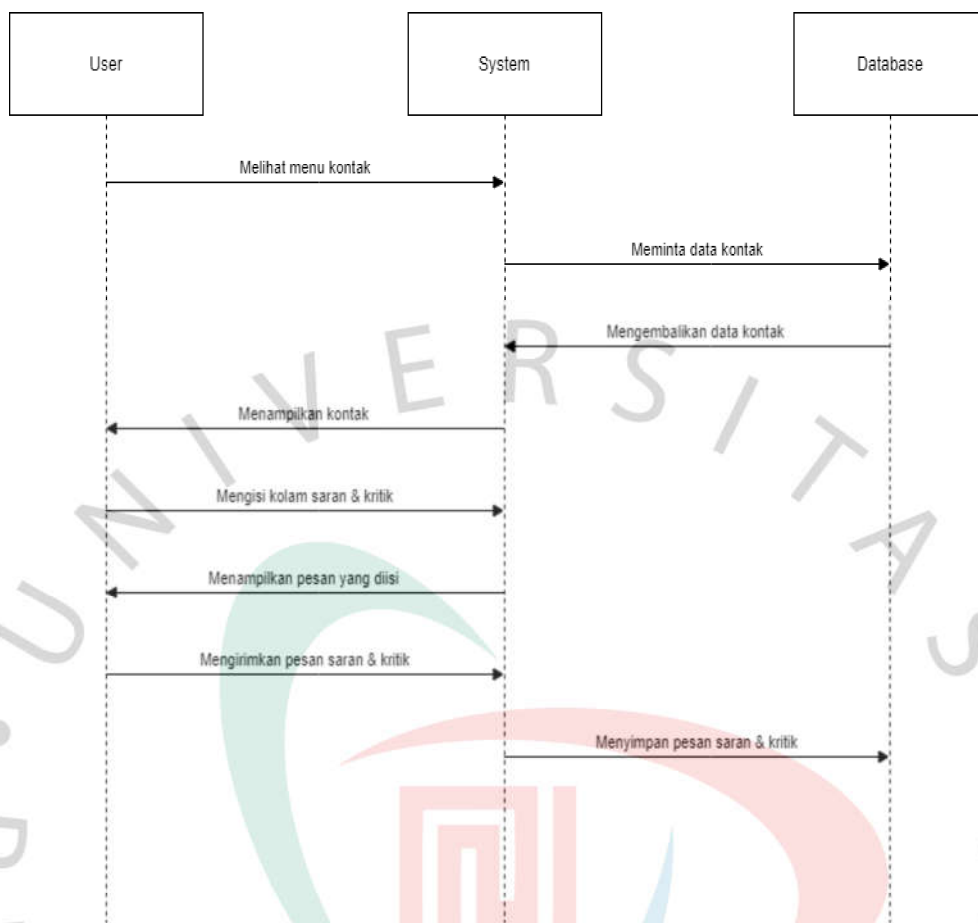 User
System
Database
Melihat menu kontak
Meminta data kontak
Mengembalikan data kontak
Menampilkan kontak
Mengisi kolam saran & kritik
Menampilkan pesan yang diisi
Mengirimkan pesan saran & kritik
Menyimpan pesan saran & kritik
UNIVERSITAS